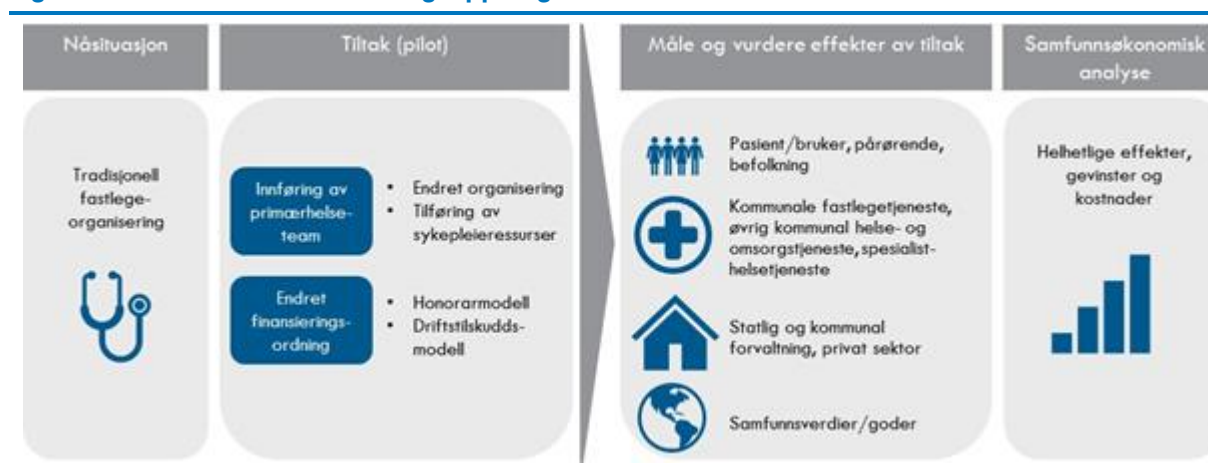 Nåsituasjon
Tiltak (pilot)
Måle og vurdere effekter av tiltak
Samfunnsøkonomisk
analyse
Tradisjonell
fastlege-
organisering
Innføring av
primærhelse-
team
• Endret organisering
• Tilføring av
sykepleieressurser
Endret
finansierings-
ordning
• Honorarmodell
• Driftstilskudds-
modell
Pasient/bruker, pårørende,
befolkning
Kommunale fastlegetjeneste,
øvrig kommunal helse- og
omsorgstjeneste, spesialist-
helsetjeneste
Statlig og kommunal
forvaltning, privat sektor
Samfunnsverdier/goder
Helhetlige effekter,
gevinster og
kostnader